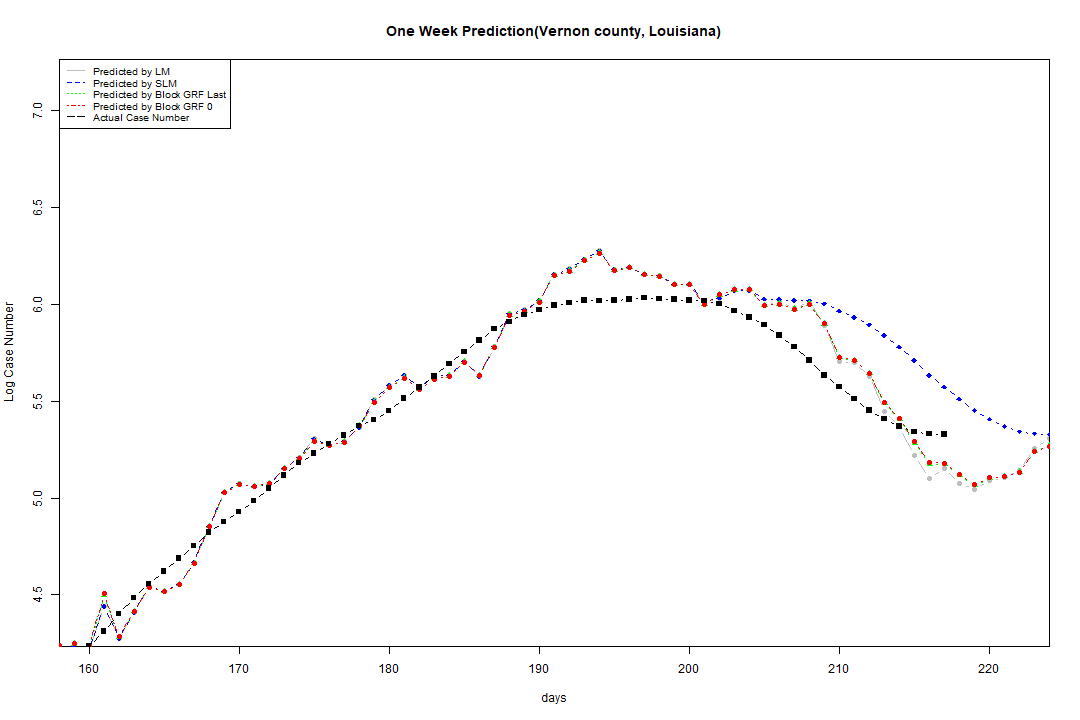 One Week Prediction(Vernon county, Louisiana)
Predicted by LM
Predicted by SLM
Predicted by Block GRF Last
Predicted by Block GRF 0
Actual Case Number
7.0
6.5
6.0
5.5
5.0
4.5
Log Case Number
160 170 180 190 200 210 220
days